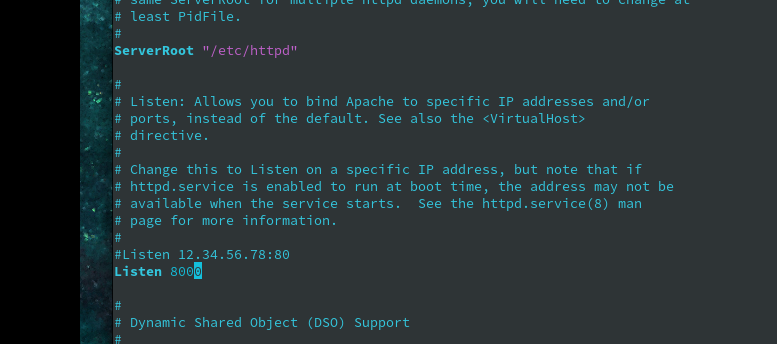 # same ServerRoot for multiple httpd daemons, you will need to change at
# least PidFile.
#
ServerRoot "/etc/httpd"
#
# Listen: Allows you to bind Apache to specific IP addresses and/or
# ports, instead of the default. See also the <VirtualHost>
# directive.
#
# Change this to Listen on a specific IP address, but note that if
# httpd.service is enabled to run at boot time, the address may not be
# available when the service starts.  See the httpd.service(8) man
# page for more information.
#
#Listen 12.34.56.78:80
Listen 8000
#
# Dynamic Shared Object (DSO) Support
#